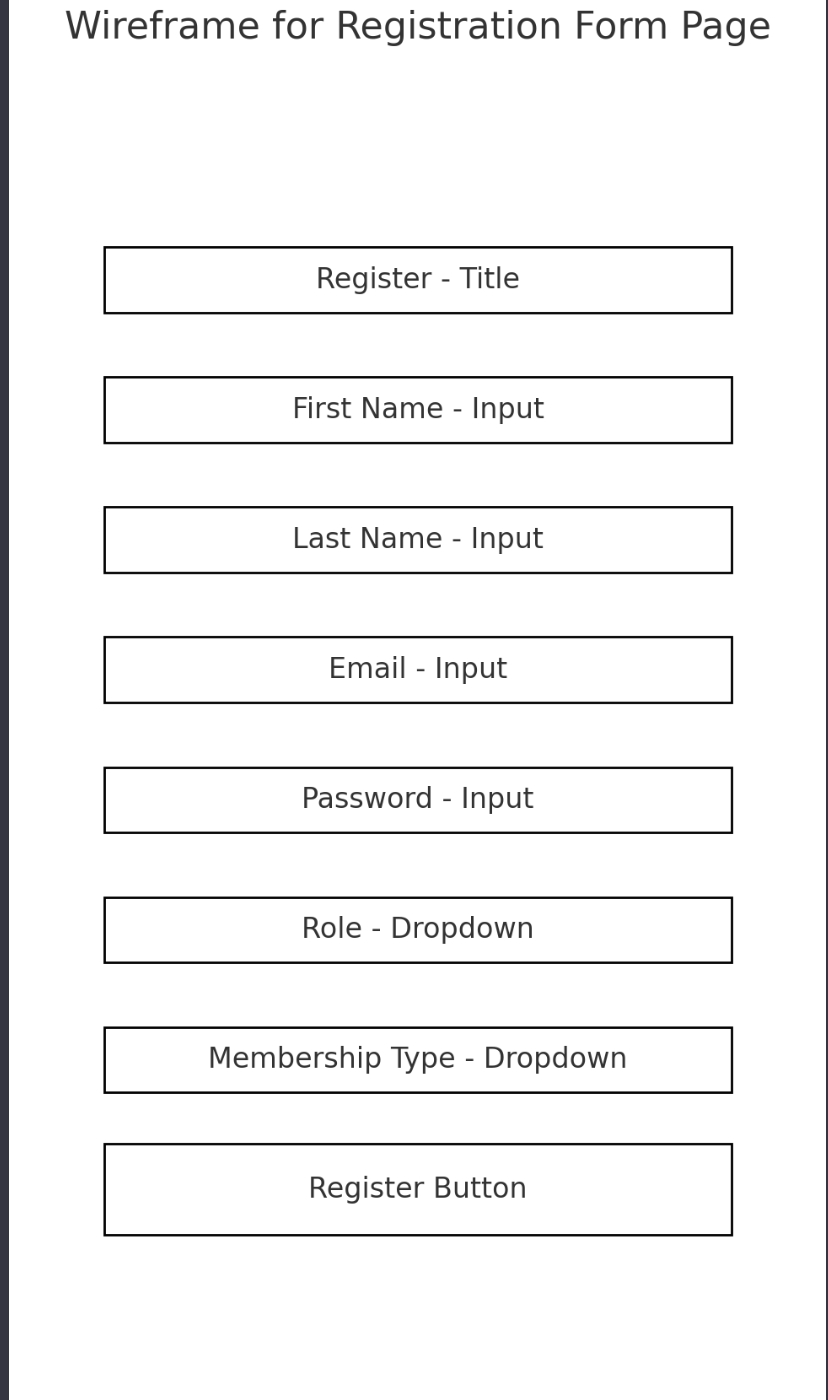 Wireframe for Registration Form Page
Register - Title
First Name - Input
Last Name - Input
Email - Input
Password - Input
Role - Dropdown
Membership Type - Dropdown
Register Button